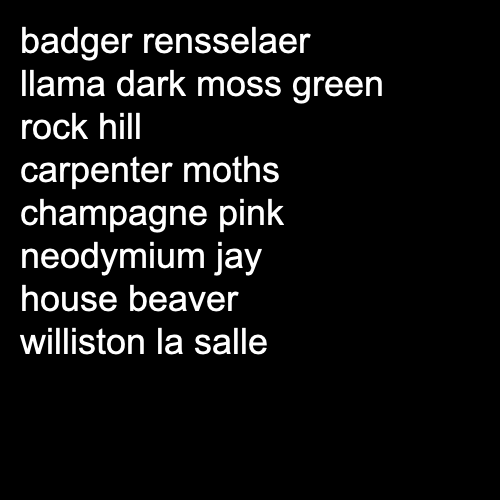 badger rensselaer
llama dark moss green
rock hill
carpenter moths
champagne pink
neodymium jay
house beaver
williston la salle